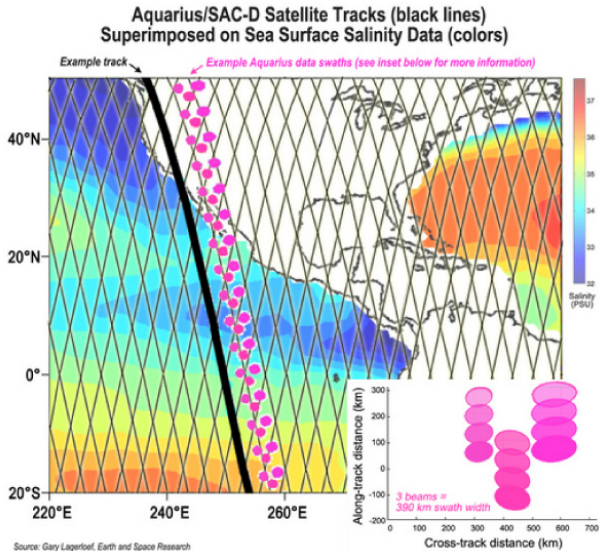 Aquarius/SAC-D Satellite Tracks (black lines)
Superimposed on Sea Surface Salinity Data (colors)
Example track
Example Aquarius data swaths (see inset below for more information)
40°N
20°N
0°
20°S
220°E
240°E
260°E
37
36
35
34
33
32
Salinity
(PSU)
Along-track distance (km)
300
200
100
0
-100
-200
3 beams =
390 km swath width
0 100 200 300 400 500 600 700
Cross-track distance (km)
Source: Gary Lagerloef, Earth and Space Research